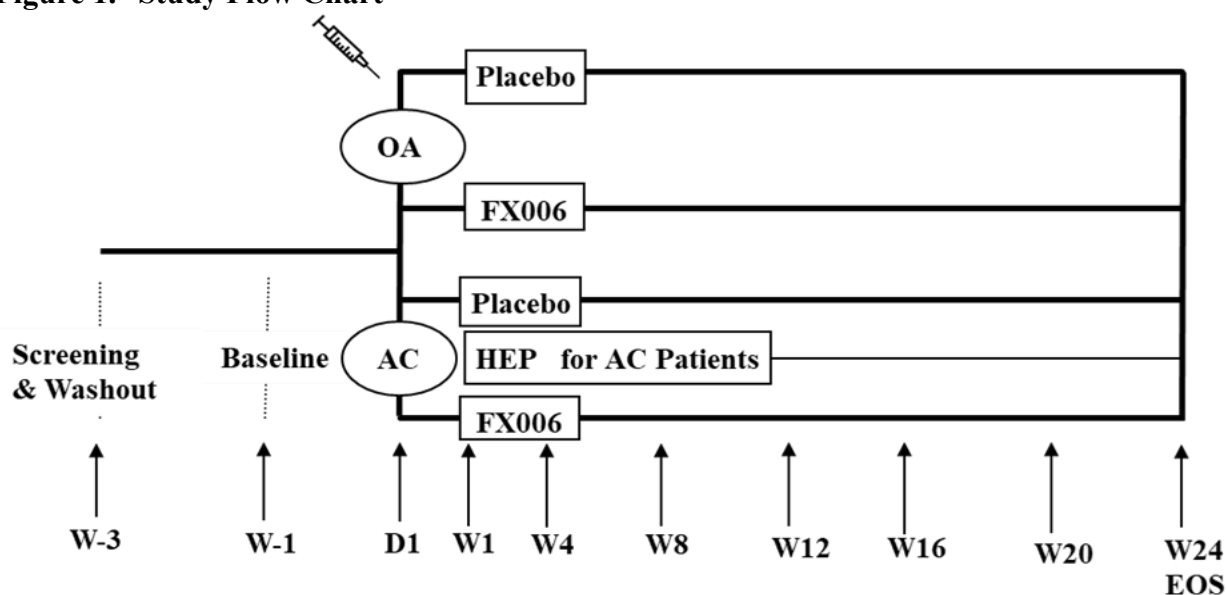 Figure 1. Study Flow Chart
Placebo
OA
FX006
Placebo
Screening
& Washout
Baseline
AC
HEP for AC Patients
FX006
W-3
W-1
D1
W1
W4
W8
W12
W16
W20
W24
EOS